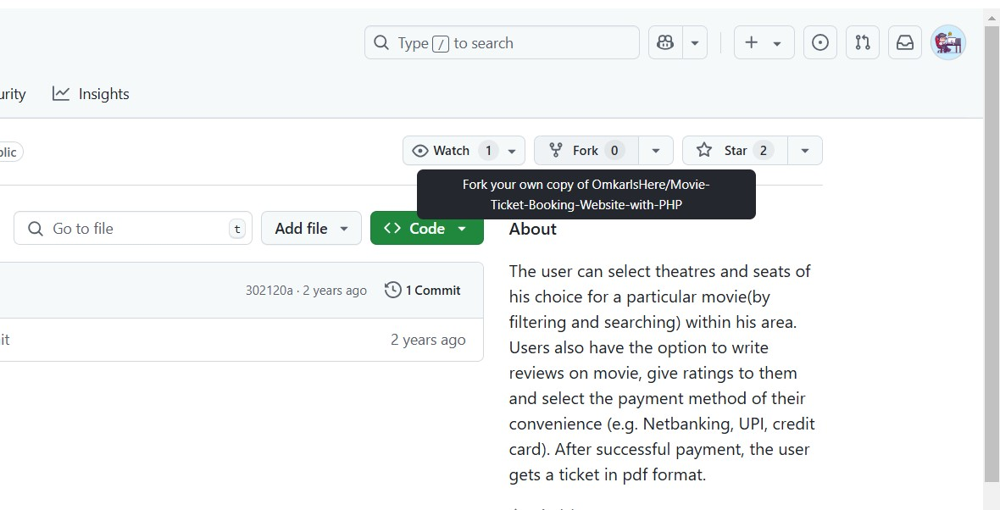 Type / to search
urity
Insights
blic
Watch 1
Fork 0
Star 2
Fork your own copy of OmkarIsHere/Movie-
Ticket-Booking-Website-with-PHP
Go to file t
Add file
Code
About
302120a · 2 years ago
1 Commit
it
2 years ago
The user can select theatres and seats of
his choice for a particular movie(by
filtering and searching) within his area.
Users also have the option to write
reviews on movie, give ratings to them
and select the payment method of their
convenience (e.g. Netbanking, UPI, credit
card). After successful payment, the user
gets a ticket in pdf format.